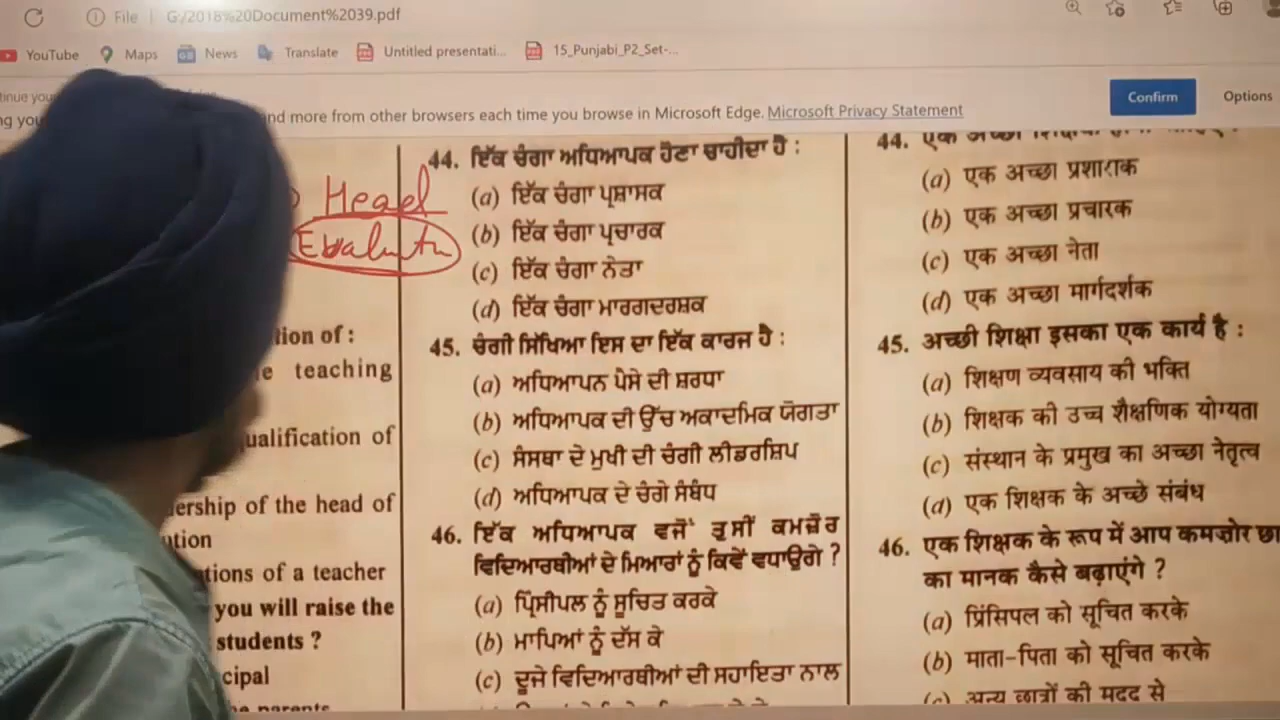 File
G:/2018%20Document%2039.pdf
YouTube
Maps
News
Translate
Untitled presentati...
15_Punjabi_P2_Set-...
and more from other browsers each time you browse in Microsoft Edge. Microsoft Privacy Statement
Confirm
Options
Head
tion of :
teaching
ualification of
ership of the head of
ution
tions of a teacher
you will raise the
students ?
cipal
44. ਇੱਕ ਚੰਗਾ ਅਧਿਆਪਕ ਹੋਣਾ ਚਾਹੀਦਾ ਹੈ :
(a) ਇੱਕ ਚੰਗਾ ਪ੍ਰਸ਼ਾਸਕ
(b) ਇੱਕ ਚੰਗਾ ਪ੍ਰਚਾਰਕ
(c) ਇੱਕ ਚੰਗਾ ਨੇਤਾ
(d) ਇੱਕ ਚੰਗਾ ਮਾਰਗਦਰਸ਼ਕ
45. ਚੰਗੀ ਸਿੱਖਿਆ ਇਸ ਦਾ ਇੱਕ ਕਾਰਜ ਹੈ :
(a) ਅਧਿਆਪਨ ਪੇਸੇ ਦੀ ਸ਼ਰਧਾ
(b) ਅਧਿਆਪਕ ਦੀ ਉੱਚ ਅਕਾਦਮਿਕ ਯੋਗਤਾ
(c) ਸੰਸਥਾ ਦੇ ਮੁਖੀ ਦੀ ਚੰਗੀ ਲੀਡਰਸ਼ਿਪ
(d) ਅਧਿਆਪਕ ਦੇ ਚੰਗੇ ਸੰਬੰਧ
46. ਇੱਕ ਅਧਿਆਪਕ ਵਜੋਂ ਤੁਸੀਂ ਕਮਜ਼ੋਰ
ਵਿਦਿਆਰਥੀਆਂ ਦੇ ਮਿਆਰਾਂ ਨੂੰ ਕਿਵੇਂ ਵਧਾਉਗੇ ?
(a) ਪ੍ਰਿੰਸੀਪਲ ਨੂੰ ਸੂਚਿਤ ਕਰਕੇ
(b) ਮਾਪਿਆਂ ਨੂੰ ਦੱਸ ਕੇ
(c) ਦੂਜੇ ਵਿਦਿਆਰਥੀਆਂ ਦੀ ਸਹਾਇਤਾ ਨਾਲ
44. एक अच्छा
(a) एक अच्छा प्रशासक
(b) एक अच्छा प्रचारक
(c) एक अच्छा नेता
(d) एक अच्छा मार्गदर्शक
45. अच्छी शिक्षा इसका एक कार्य है :
(a) शिक्षण व्यवसाय की भक्ति
(b) शिक्षक की उच्च शैक्षणिक योग्यता
(c) संस्थान के प्रमुख का अच्छा नेतृत्व
(d) एक शिक्षक के अच्छे संबंध
46. एक शिक्षक के रूप में आप कमज़ोर छा
का मानक कैसे बढ़ाएंगे ?
(a) प्रिंसिपल को सूचित करके
(b) माता-पिता को सूचित करके
(c) अन्य छात्रों की मदद से